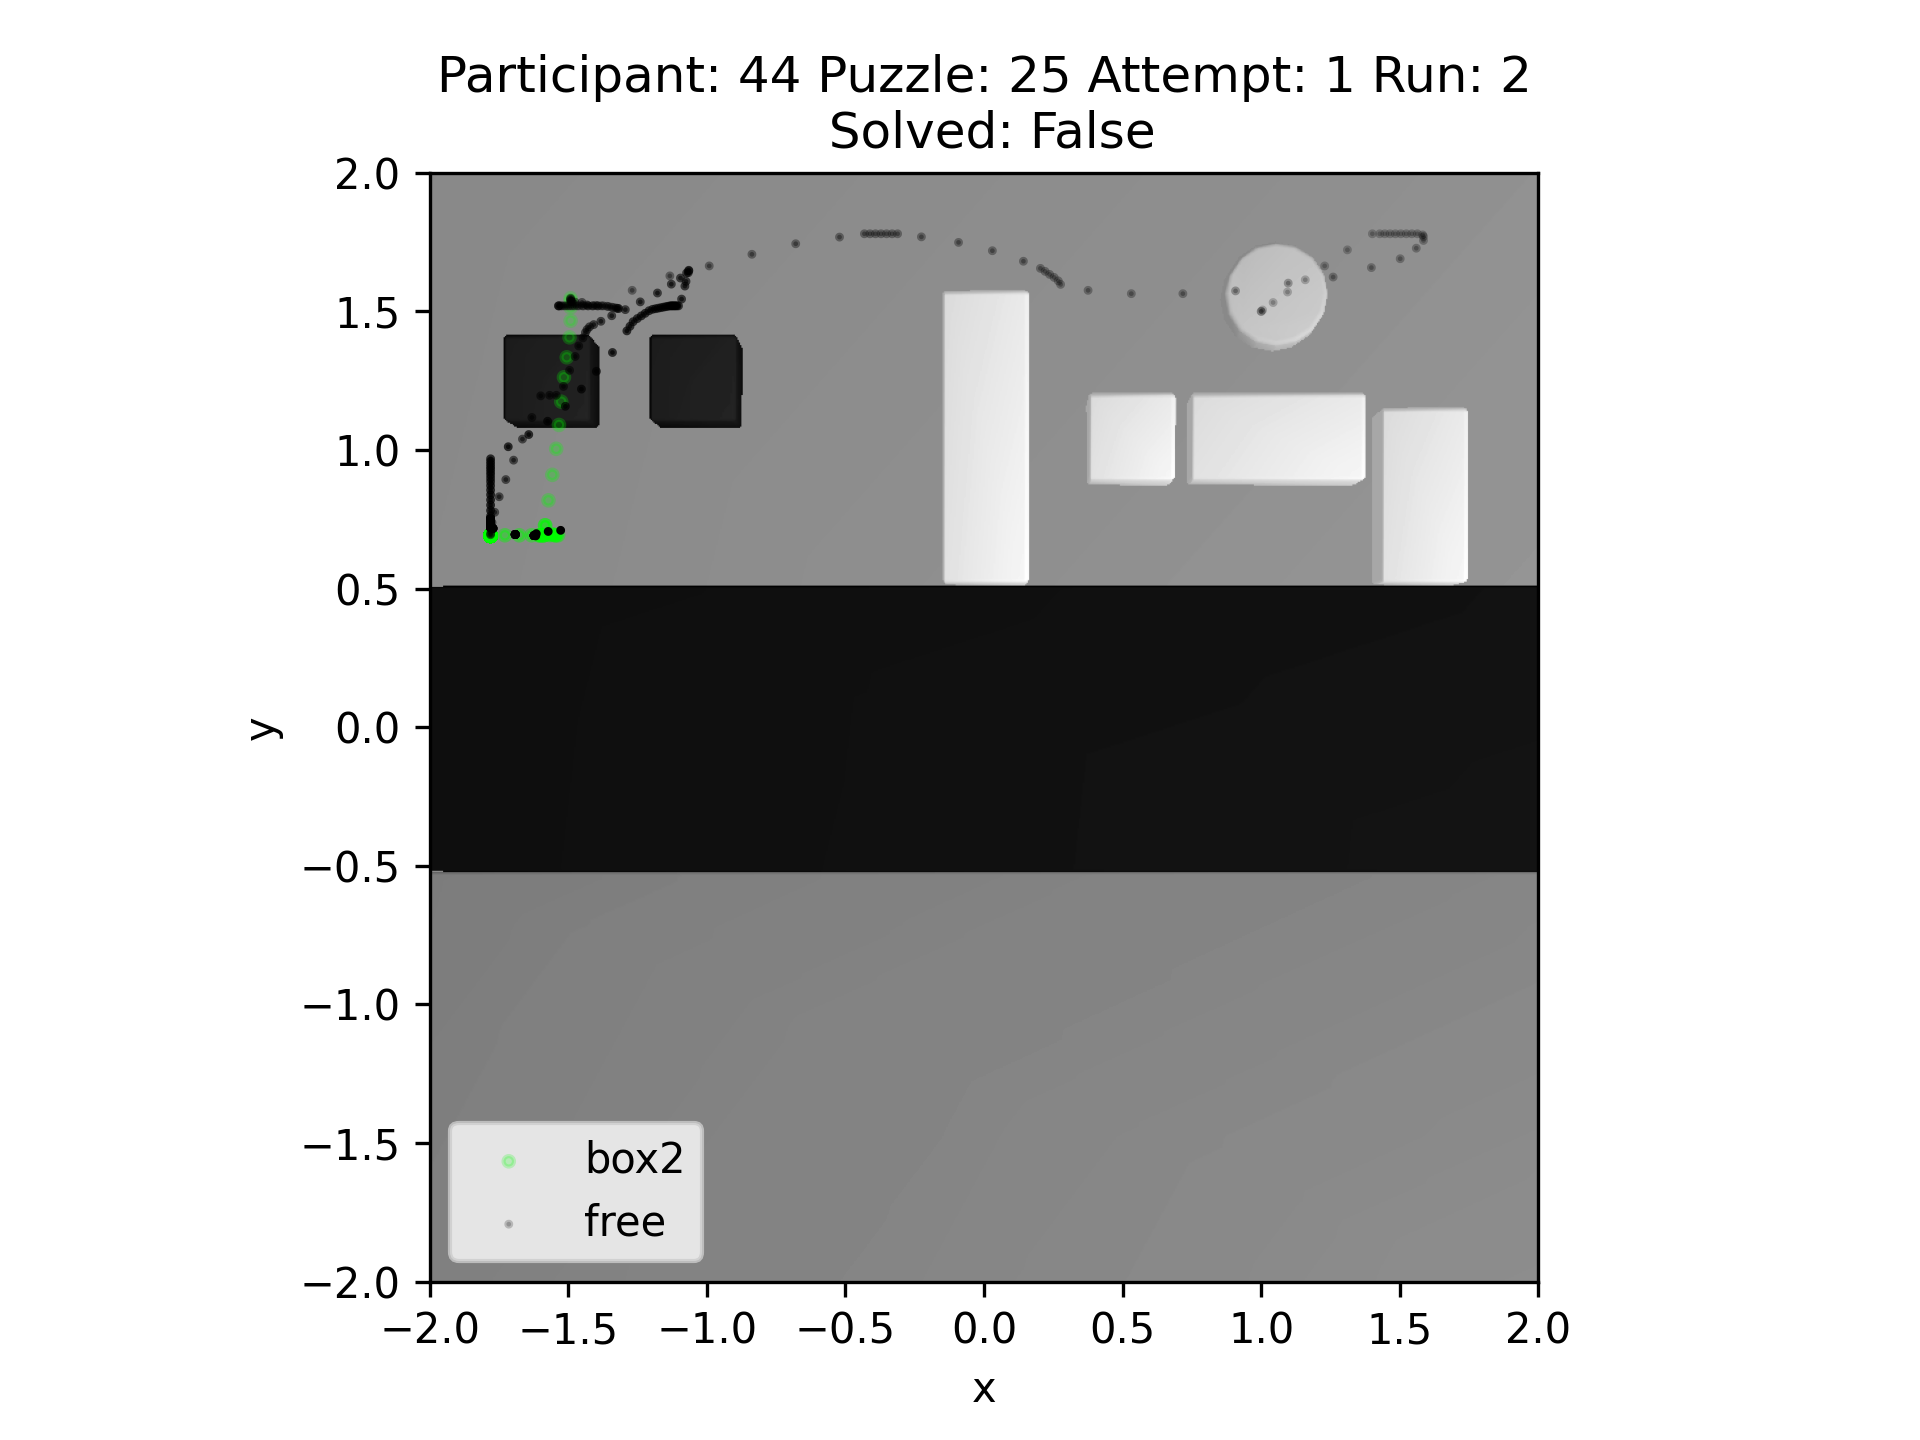 Participant: 44 Puzzle: 25 Attempt: 1 Run: 2
Solved: False
2.0
1.5
1.0
0.5
0.0
−0.5
−1.0
−1.5
−2.0
y
box2
free
−2.0 −1.5 −1.0 −0.5 0.0 0.5 1.0 1.5 2.0
x